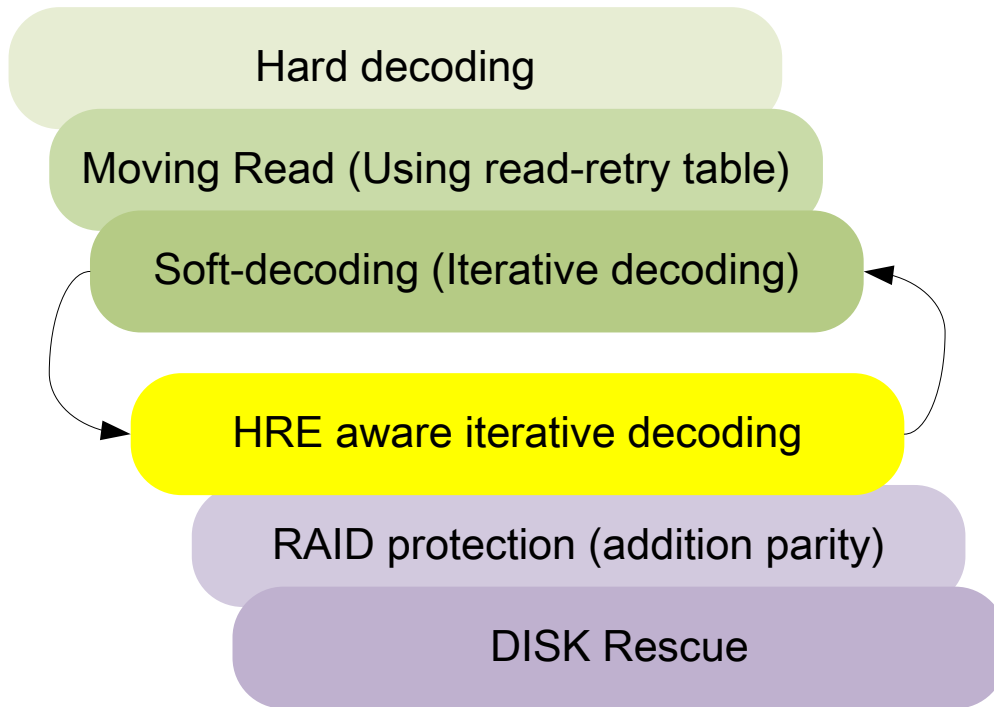 Hard decoding
Moving Read (Using read-retry table)
Soft-decoding (Iterative decoding)
HRE aware iterative decoding
RAID protection (addition parity)
DISK Rescue